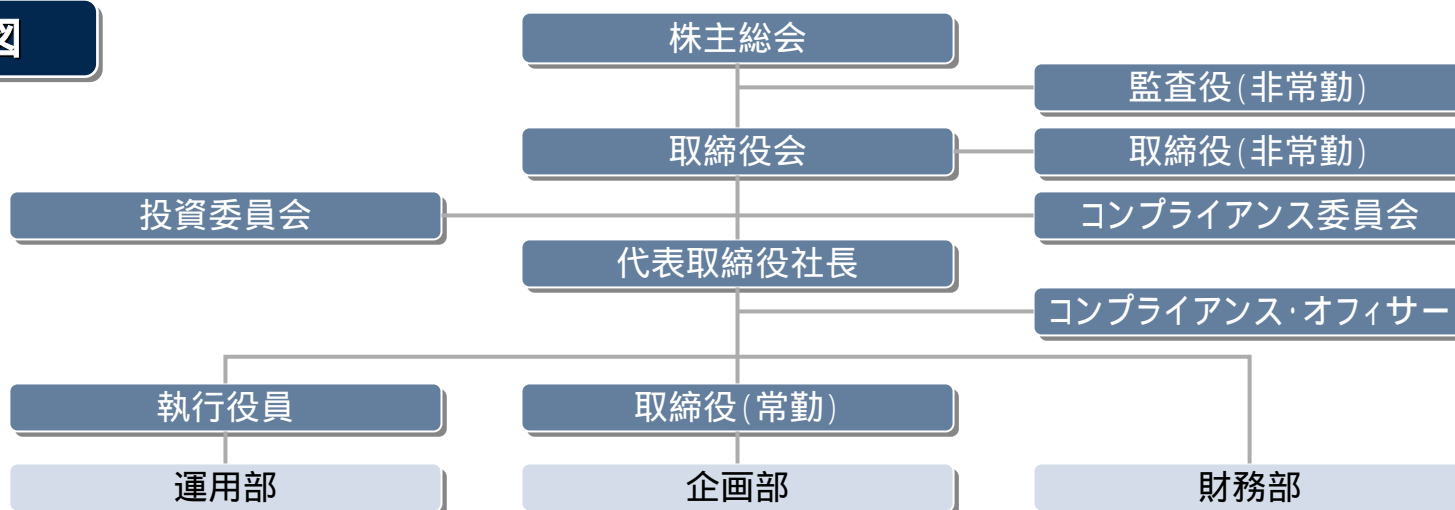 図
株主総会
監査役(非常勤)
取締役会
取締役(非常勤)
投資委員会
コンプライアンス委員会
代表取締役社長
コンプライアンス・オフィサー
執行役員
取締役(常勤)
運用部
企画部
財務部